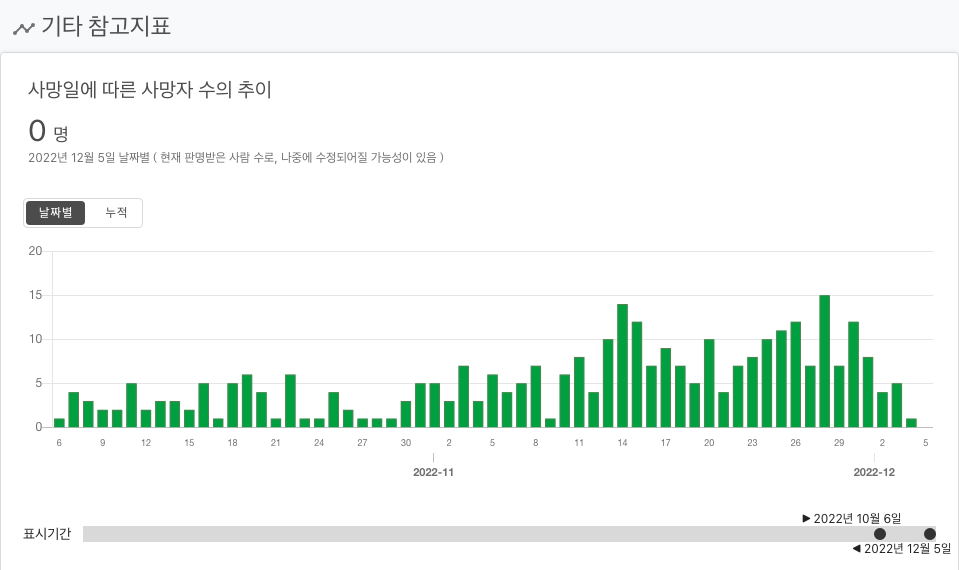 기타 참고지표
사망일에 따른 사망자 수의 추이
0 명
2022년 12월 5일 날짜별 ( 현재 판명받은 사람 수로, 나중에 수정되어질 가능성이 있음 )
날짜별 누적
20
15
10
5
0
6 9 12 15 18 21 24 27 30 2 5 8 11 14 17 20 23 26 29 2 5
2022-11 2022-12
▶ 2022년 10월 6일
표시기간
◀ 2022년 12월 5일